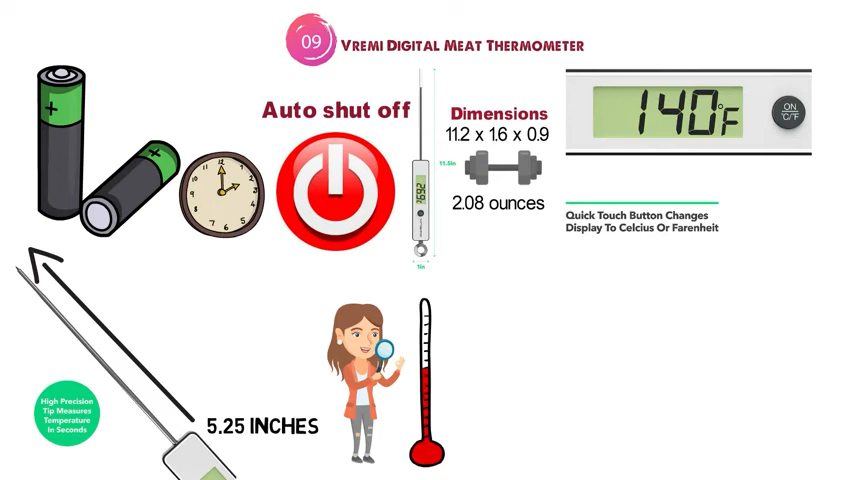 09
VREMI DIGITAL MEAT THERMOMETER
Auto shut off
Dimensions
11.2 x 1.6 x 0.9
2.08 ounces
11.5in
1in
140°F
ON
°C/°F
Quick Touch Button Changes
Display To Celcius Or Farenheit
High Precision
Tip Measures
Temperature
In Seconds
5.25 INCHES